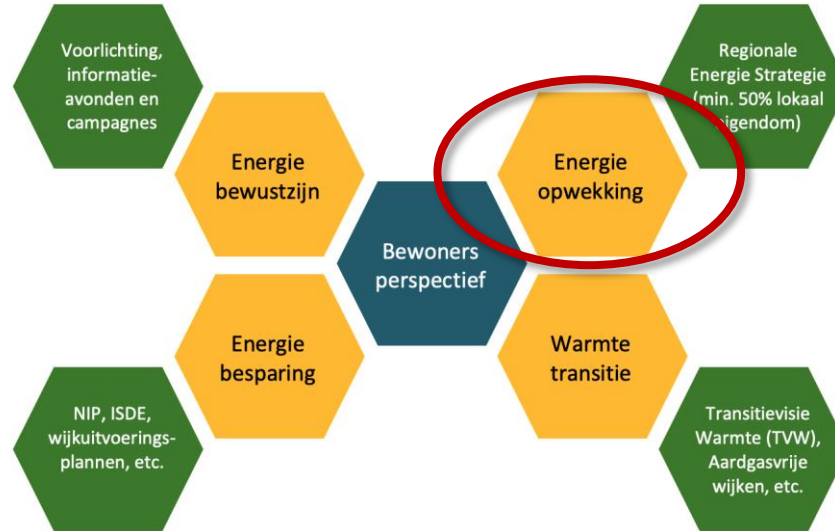 Voorlichting,
informatie-
avonden en
campagnes
Regionale
Energie Strategie
(min. 50% lokaal
eigendom)
Energie
bewustzijn
Energie
opwekking
Bewoners
perspectief
Energie
besparing
Warmte
transitie
NIP, ISDE,
wijkuitvoerings-
plannen, etc.
Transitievisie
Warmte (TVW),
Aardgasvrije
wijken, etc.